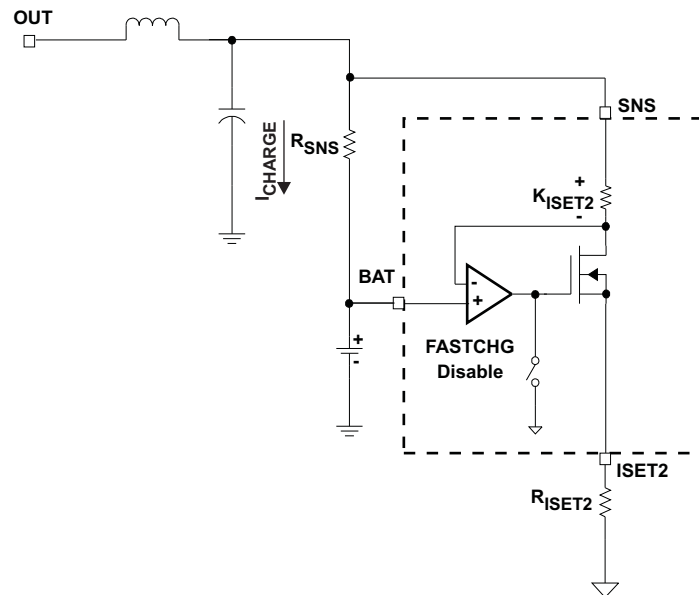 OUT
SNS
I_CHARGE
R_SNS
+
K_ISET2
-
BAT
-
+
+
-
FASTCHG
Disable
ISET2
R_ISET2